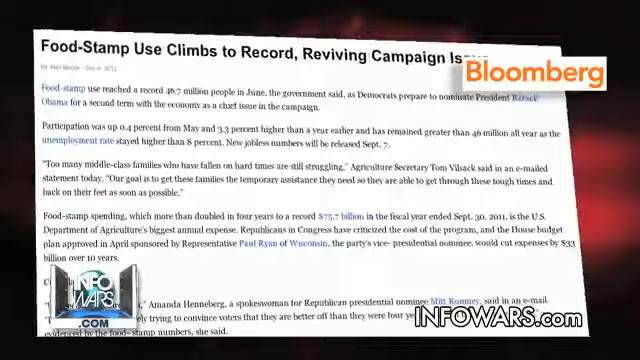 Food-Stamp Use Climbs to Record, Reviving Campaign
Bloomberg
Food-stamp use reached a record 46.7 million people in June, the government said, as Democrats prepare to nominate President Barack
Obama for a second term with the economy as a chief issue in the campaign.
Participation was up 0.4 percent from May and 3.3 percent higher than a year earlier and has remained greater than 46 million all year as the
unemployment rate stayed higher than 8 percent. New jobless numbers will be released Sept. 7.
"Too many middle-class families who have fallen on hard times are still struggling," Agriculture Secretary Tom Vilsack said in an e-mailed
statement today. "Our goal is to get these families the temporary assistance they need so they are able to get through these tough times and
back on their feet as soon as possible."
Food-stamp spending, which more than doubled in four years to a record $75.7 billion in the fiscal year ended Sept. 30, 2011, is the U.S.
Department of Agriculture's biggest annual expense. Republicans in Congress have criticized the cost of the program, and the House budget
plan approved in April sponsored by Representative Paul Ryan of Wisconsin, the party's vice- presidential nominee, would cut expenses by $33
billion over 10 years.
Amanda Henneberg, a spokeswoman for Republican presidential nominee Mitt Romney, said in an e-mail.
trying to convince voters that they are better off than they were four
evidenced by the food- stamp numbers, she said.
INFO
WARS
.COM
INFOWARS.com